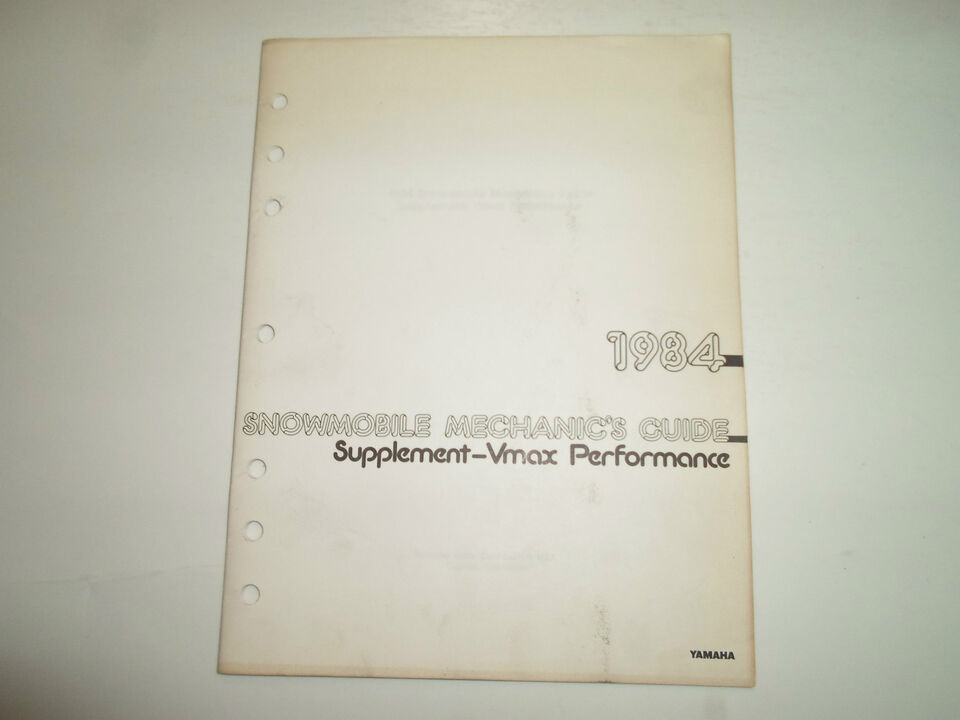 1984
SNOWMOBILE MECHANIC'S GUIDE
Supplement-Vmax Performance
YAMAHA